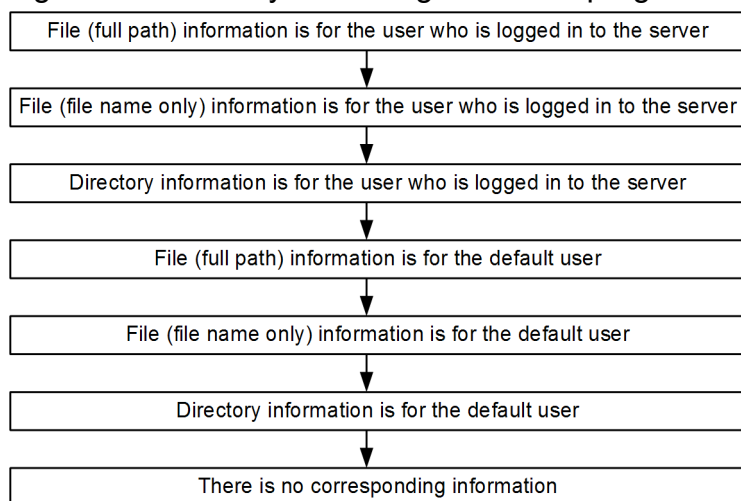 File (full path) information is for the user who is logged in to the server
File (file name only) information is for the user who is logged in to the server
Directory information is for the user who is logged in to the server
File (full path) information is for the default user
File (file name only) information is for the default user
Directory information is for the default user
There is no corresponding information